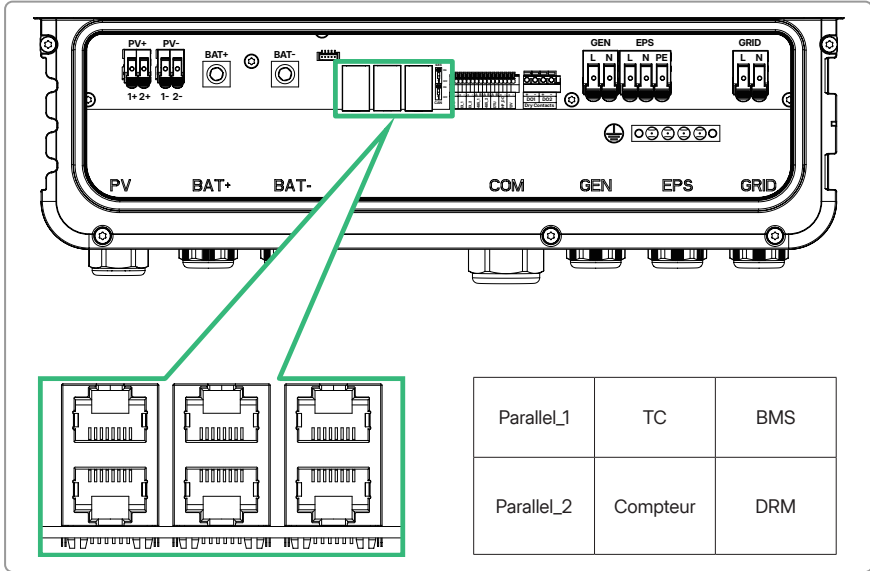 PV+ PV-
BAT+ BAT-
GEN EPS GRID
L N L N PE L N
1+ 2+ 1- 2-
DO1 DO2
Dry Contacts
PV BAT+ BAT- COM GEN EPS GRID
Parallel_1 TC BMS
Parallel_2 Compteur DRM